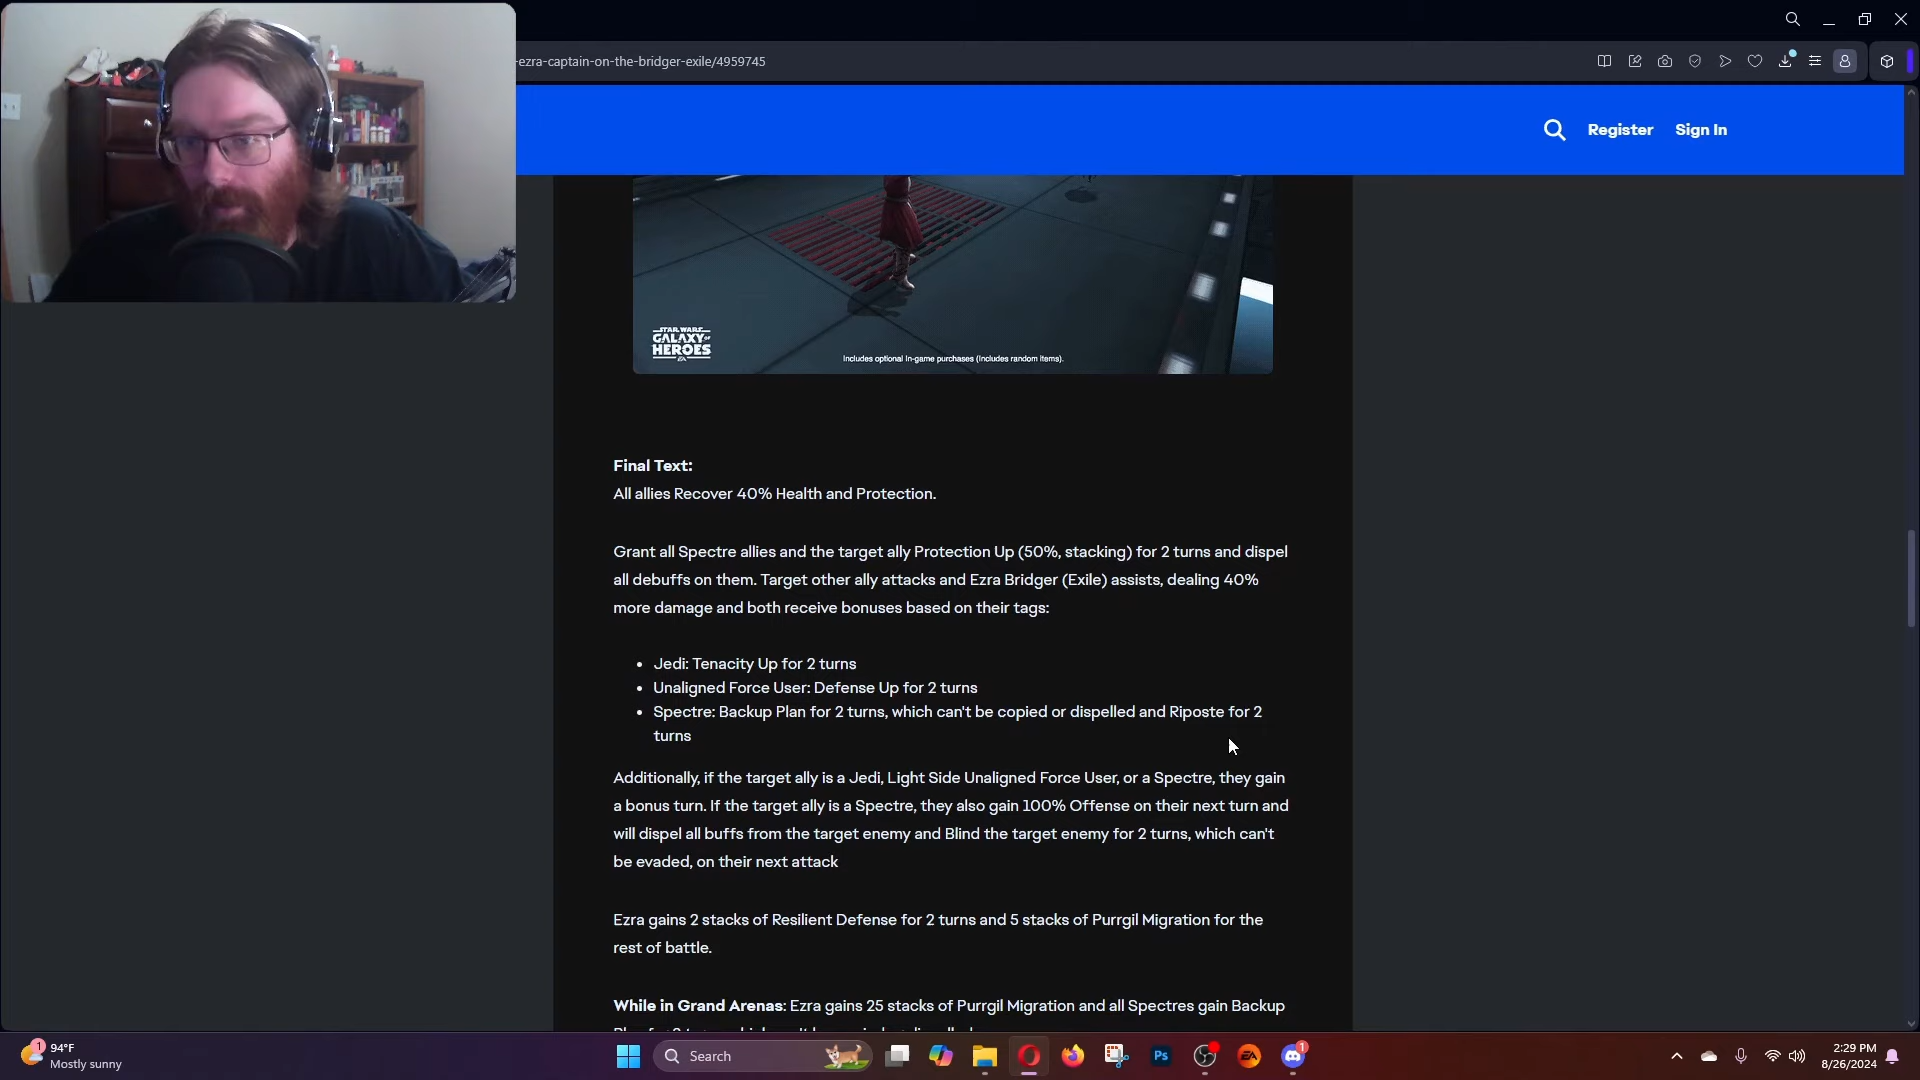 -ezra-captain-on-the-bridger-exile/4959745
Register
Sign In
STAR WARS
GALAXY OF
HEROES
EA
Includes optional in-game purchases (Includes random items).
Final Text:
All allies Recover 40% Health and Protection.
Grant all Spectre allies and the target ally Protection Up (50%, stacking) for 2 turns and dispel
all debuffs on them. Target other ally attacks and Ezra Bridger (Exile) assists, dealing 40%
more damage and both receive bonuses based on their tags:
• Jedi: Tenacity Up for 2 turns
• Unaligned Force User: Defense Up for 2 turns
• Spectre: Backup Plan for 2 turns, which can't be copied or dispelled and Riposte for 2
turns
Additionally, if the target ally is a Jedi, Light Side Unaligned Force User, or a Spectre, they gain
a bonus turn. If the target ally is a Spectre, they also gain 100% Offense on their next turn and
will dispel all buffs from the target enemy and Blind the target enemy for 2 turns, which can't
be evaded, on their next attack
Ezra gains 2 stacks of Resilient Defense for 2 turns and 5 stacks of Purrgil Migration for the
rest of battle.
While in Grand Arenas: Ezra gains 25 stacks of Purrgil Migration and all Spectres gain Backup
1
94°F
Mostly sunny
Search
Ps
EA
1
2:29 PM
8/26/2024